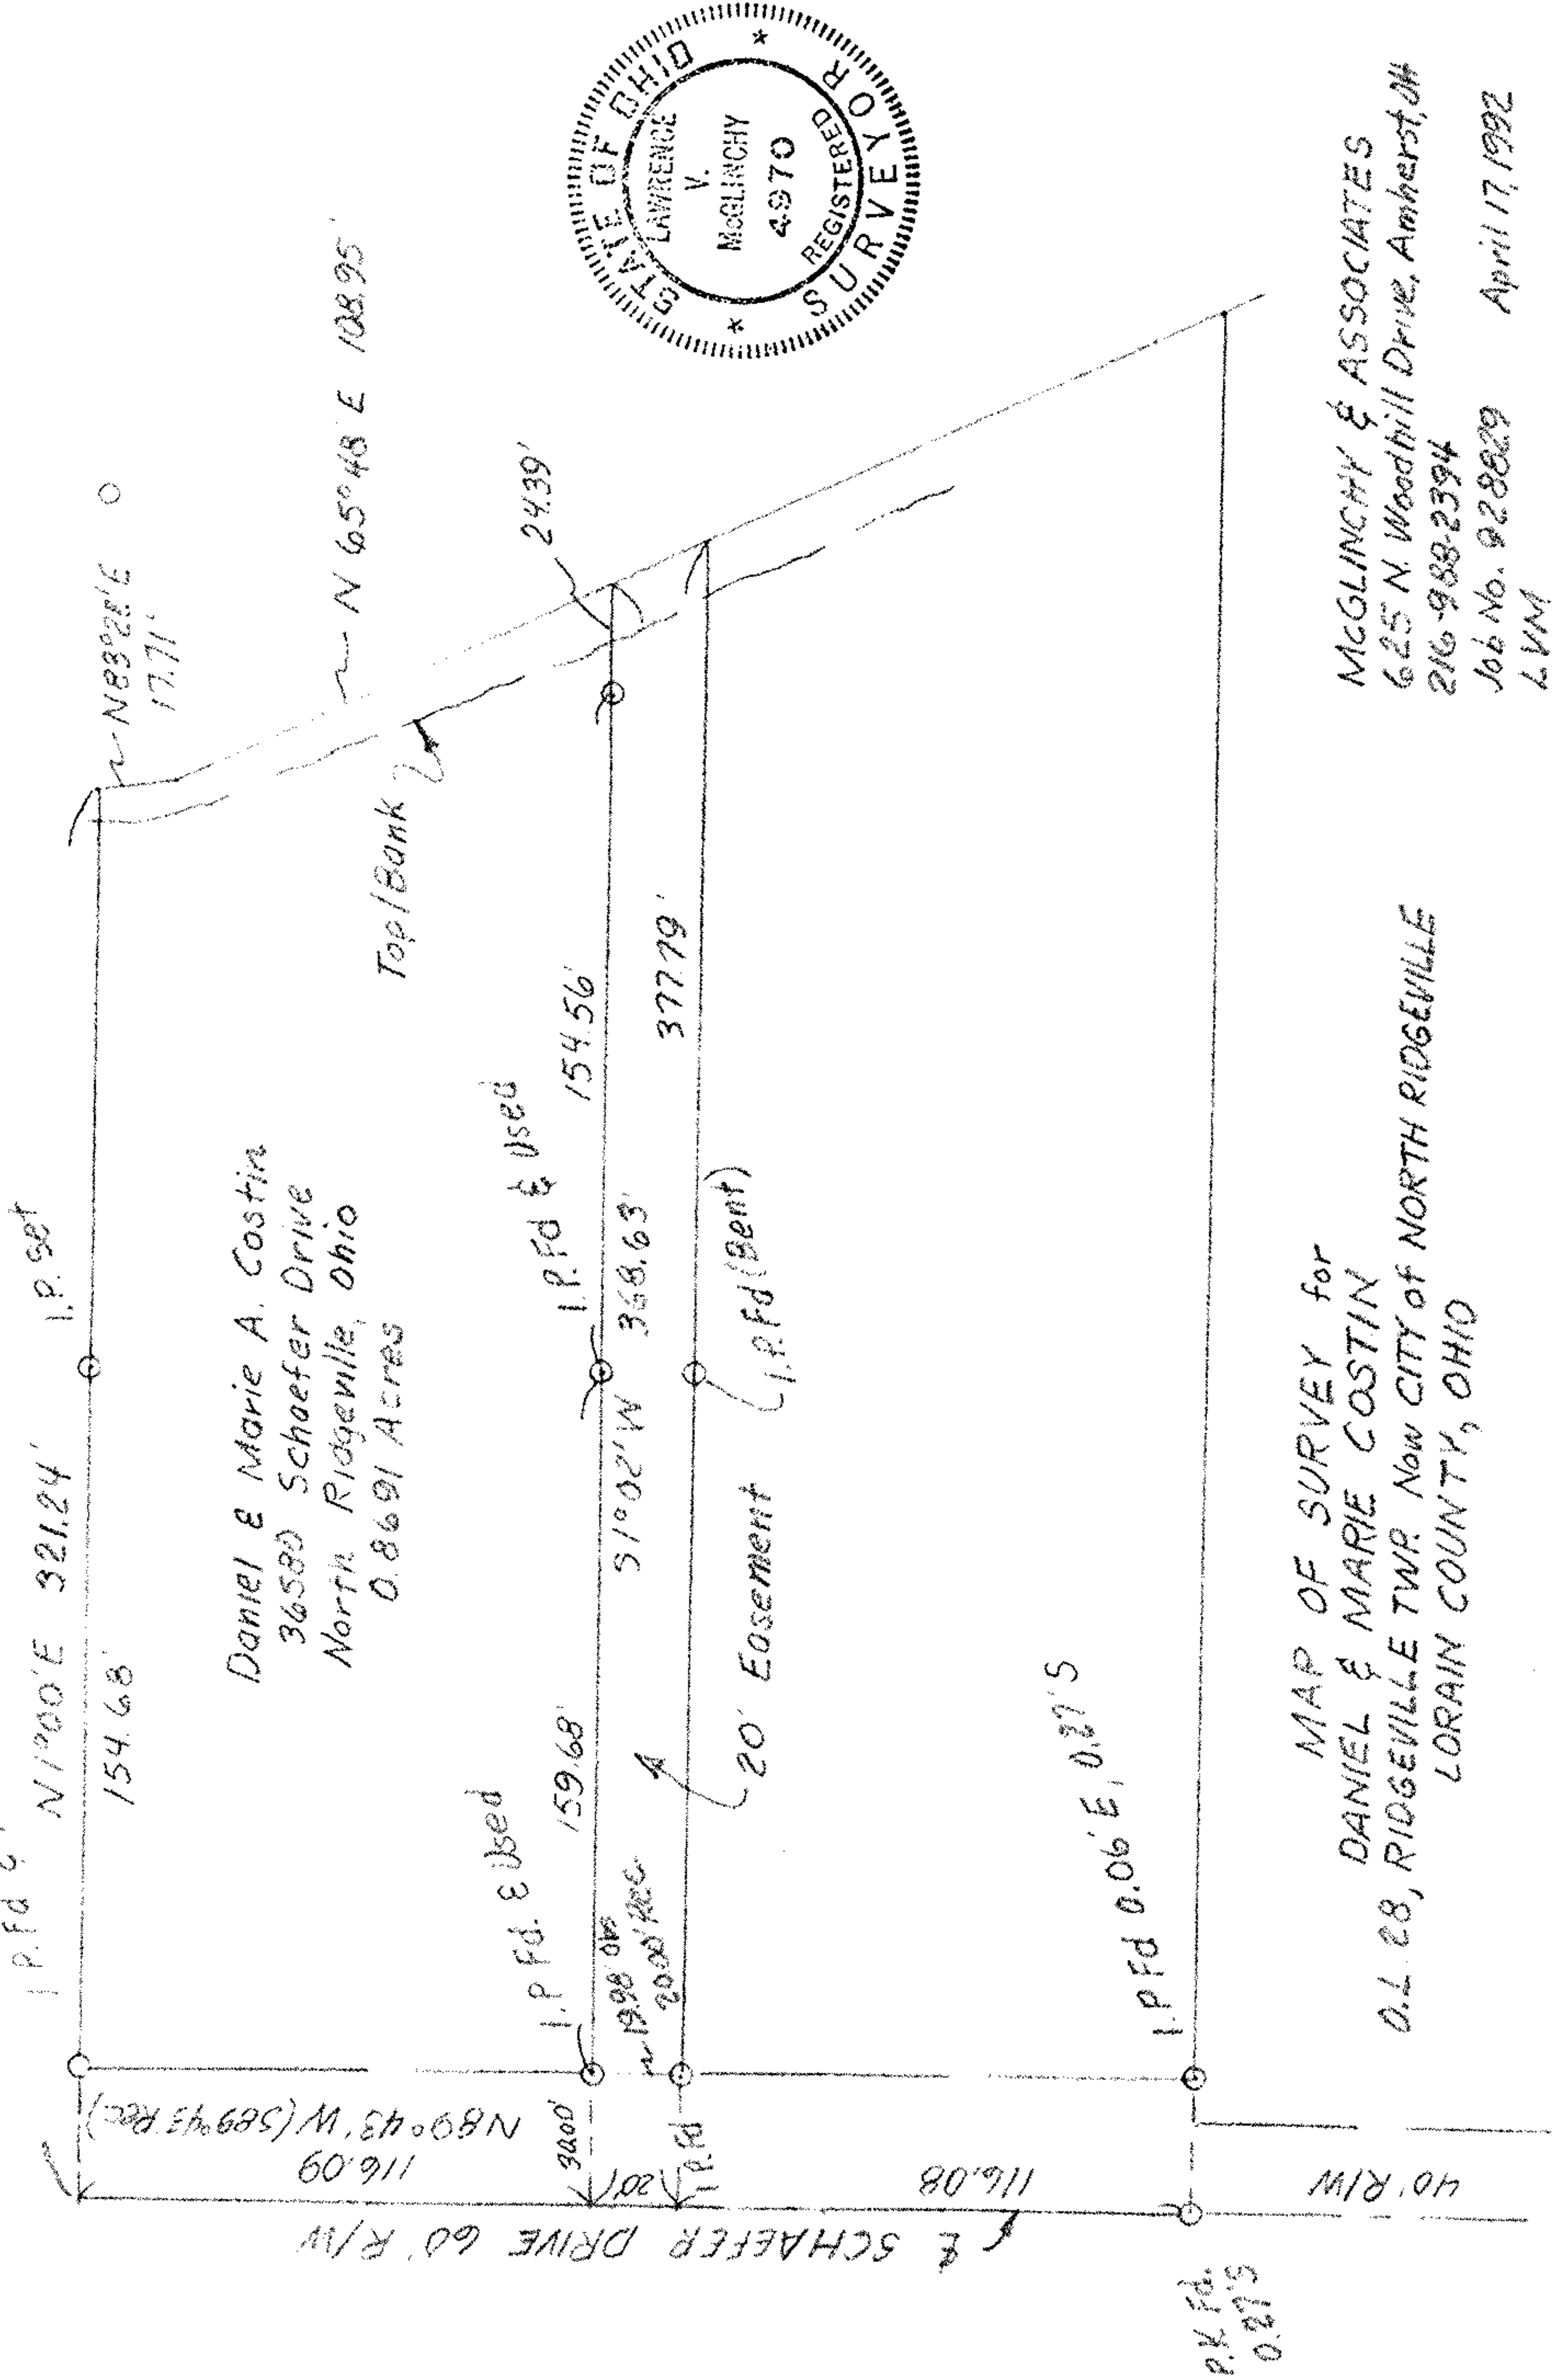 I.P. Fd
N 1°00' E 321.24'
I.P. Set
154.68'
N83°28'E
17.71'
N 65° 48' E 108.95'
Daniel & Marie A. Costin
36580 Schaefer Drive
North Ridgeville, Ohio
0.8691 Acres
Top/Bank
24.39'
I.P Fd. & Used
159.68'
I.P. Fd & Used
154.56'
S1°02'W 368.63'
377.79'
19.98' Obs
20.00' Rec.
20' Easement
I.P. Fd (Bent)
I.P Fd 0.06' E, 0.27' S
N89°43' W (S89°43' Rec.)
116.09
30.00'
20'
I.P. Fd
116.08
40' R/W
℄ SCHAEFER DRIVE 60' R/W
P.K Fd.
0.27'S
STATE OF OHIO
LAWRENCE
V.
McGLINCHY
4970
REGISTERED
SURVEYOR
MAP OF SURVEY for
DANIEL & MARIE COSTIN
O.L. 28, RIDGEVILLE TWP. Now CITY of NORTH RIDGEVILLE
LORAIN COUNTY, OHIO
McGLINCHY & ASSOCIATES
625 N. Woodhill Drive, Amherst, OH
216-988-2394
Job No. 928829 April 17, 1992
LVM